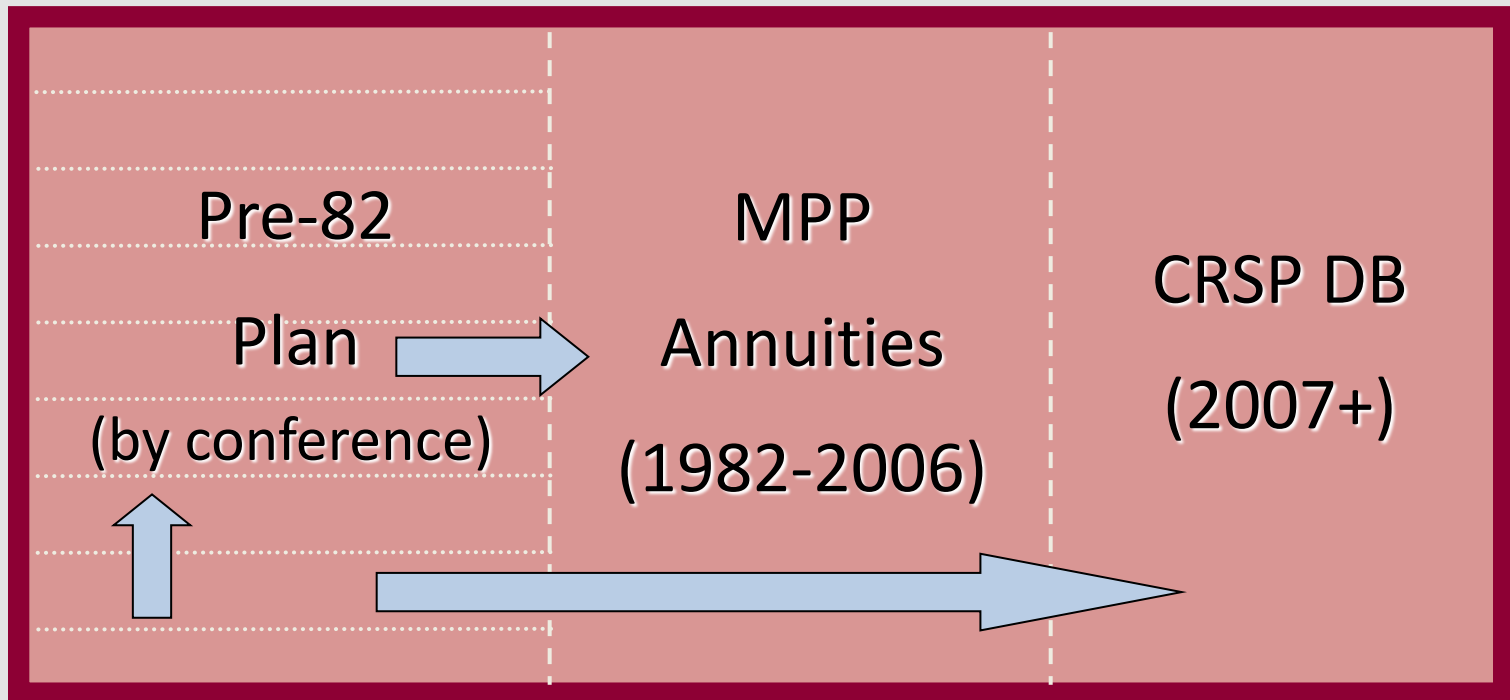 Pre-82
Plan
(by conference)
MPP
Annuities
(1982-2006)
CRSP DB
(2007+)